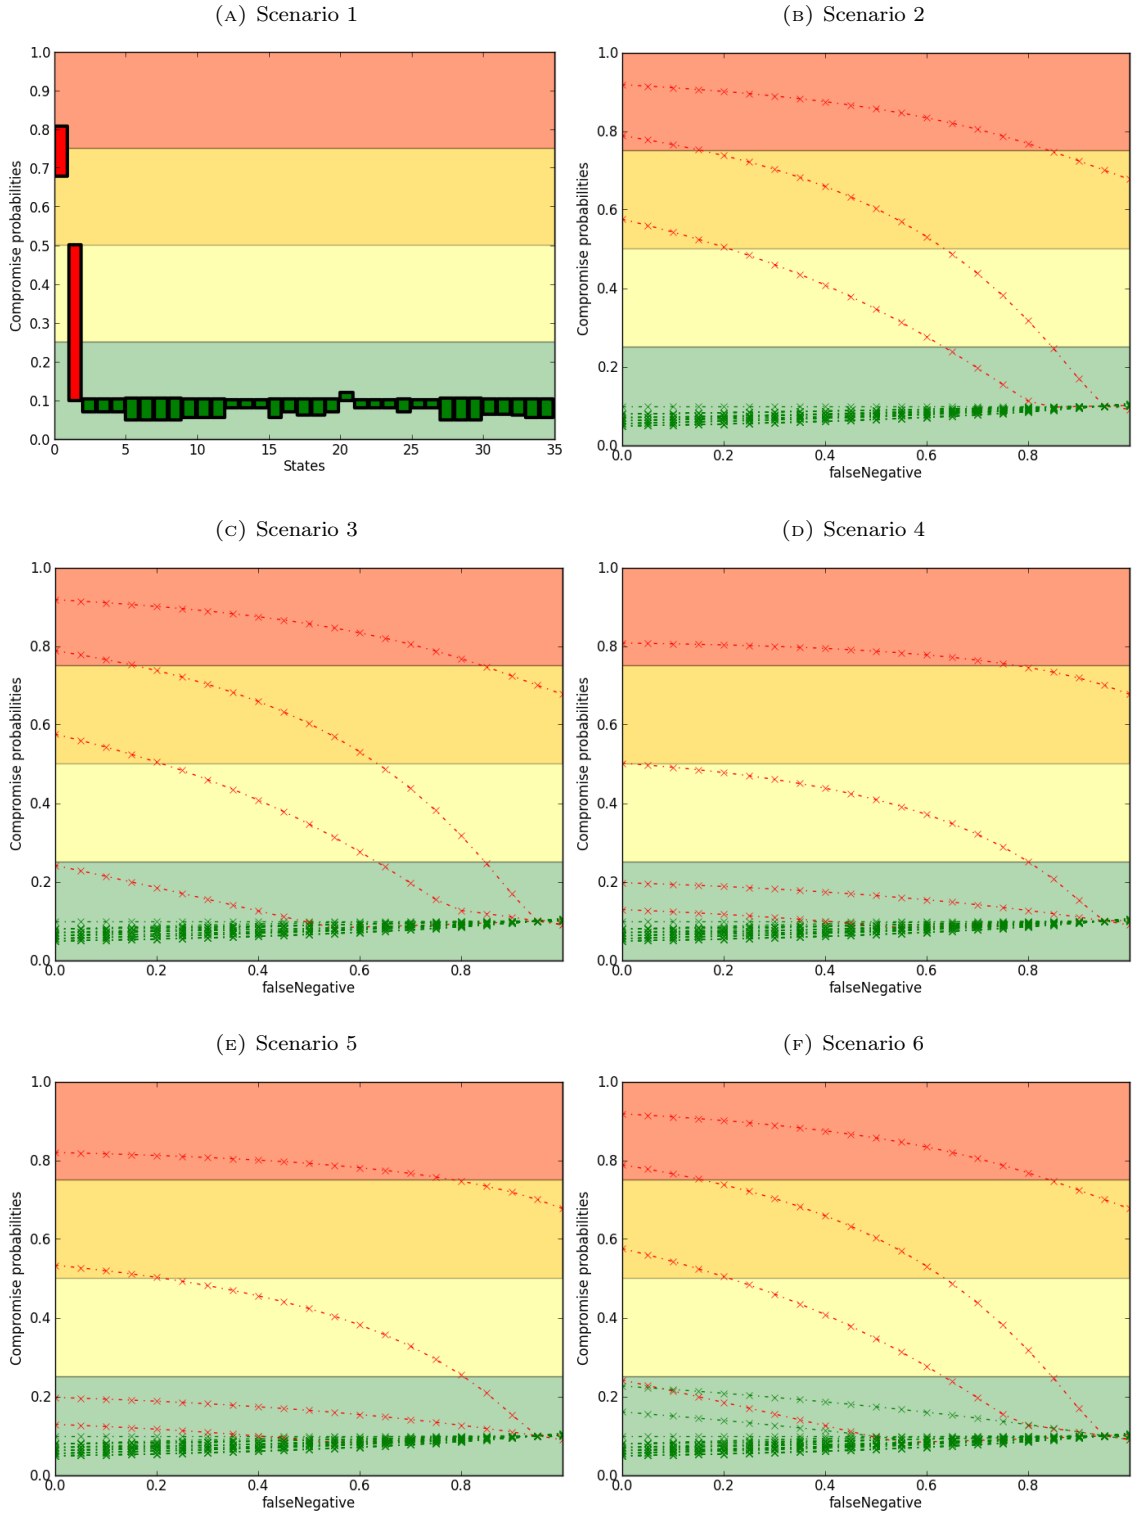 (A) Scenario 1
1.0
0.9
0.8
0.7
0.6
0.5
0.4
0.3
0.2
0.1
0.0
Compromise probabilities
0 5 10 15 20 25 30 35
States
(B) Scenario 2
1.0
0.8
0.6
0.4
0.2
0.0
Compromise probabilities
0.0 0.2 0.4 0.6 0.8
falseNegative
(C) Scenario 3
1.0
0.8
0.6
0.4
0.2
0.0
Compromise probabilities
0.0 0.2 0.4 0.6 0.8
falseNegative
(D) Scenario 4
1.0
0.8
0.6
0.4
0.2
0.0
Compromise probabilities
0.0 0.2 0.4 0.6 0.8
falseNegative
(E) Scenario 5
1.0
0.8
0.6
0.4
0.2
0.0
Compromise probabilities
0.0 0.2 0.4 0.6 0.8
falseNegative
(F) Scenario 6
1.0
0.8
0.6
0.4
0.2
0.0
Compromise probabilities
0.0 0.2 0.4 0.6 0.8
falseNegative